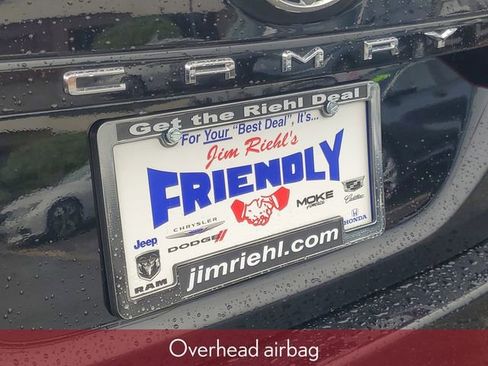 CAMRY
Get the Riehl Deal
For Your "Best Deal", It's...
Jim Riehl's
FRIENDLY
Jeep
CHRYSLER
DODGE
RAM
MOKE
Cadillac
HONDA
jimriehl.com
Overhead airbag